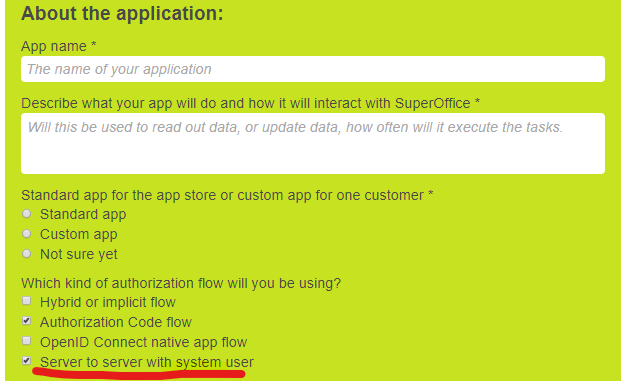 About the application:
App name *
The name of your application
Describe what your app will do and how it will interact with SuperOffice *
Will this be used to read out data, or update data, how often will it execute the tasks.
Standard app for the app store or custom app for one customer *
Standard app
Custom app
Not sure yet
Which kind of authorization flow will you be using?
Hybrid or implicit flow
Authorization Code flow
OpenID Connect native app flow
Server to server with system user